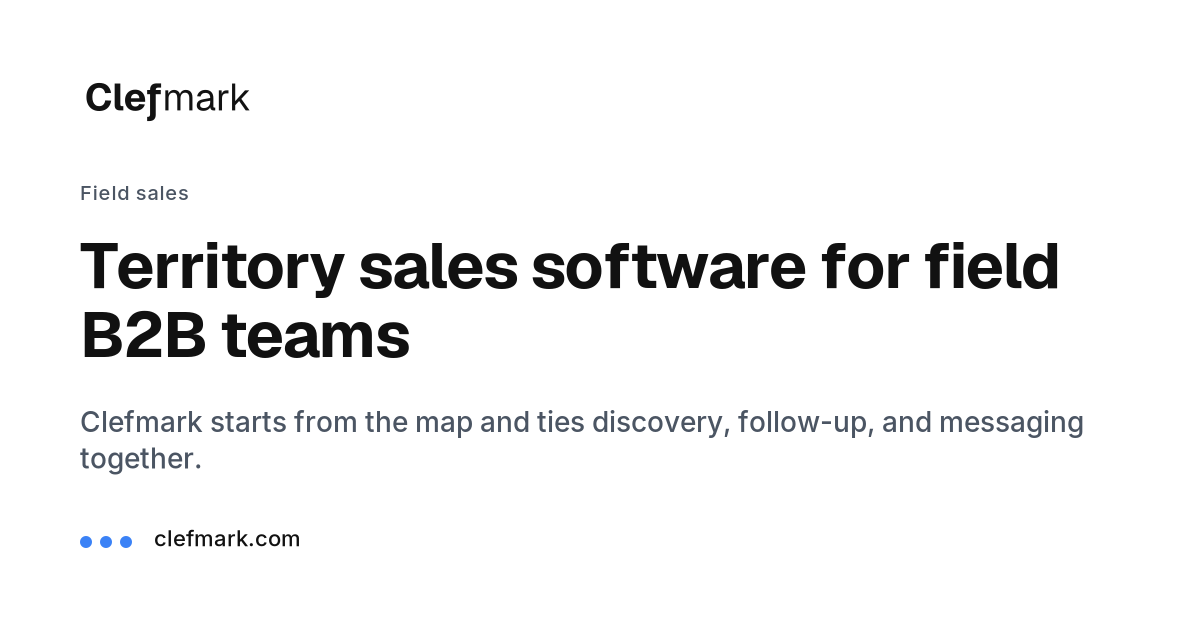 Clefmark
Field sales
Territory sales software for field
B2B teams
Clefmark starts from the map and ties discovery, follow-up, and messaging
together.
clefmark.com